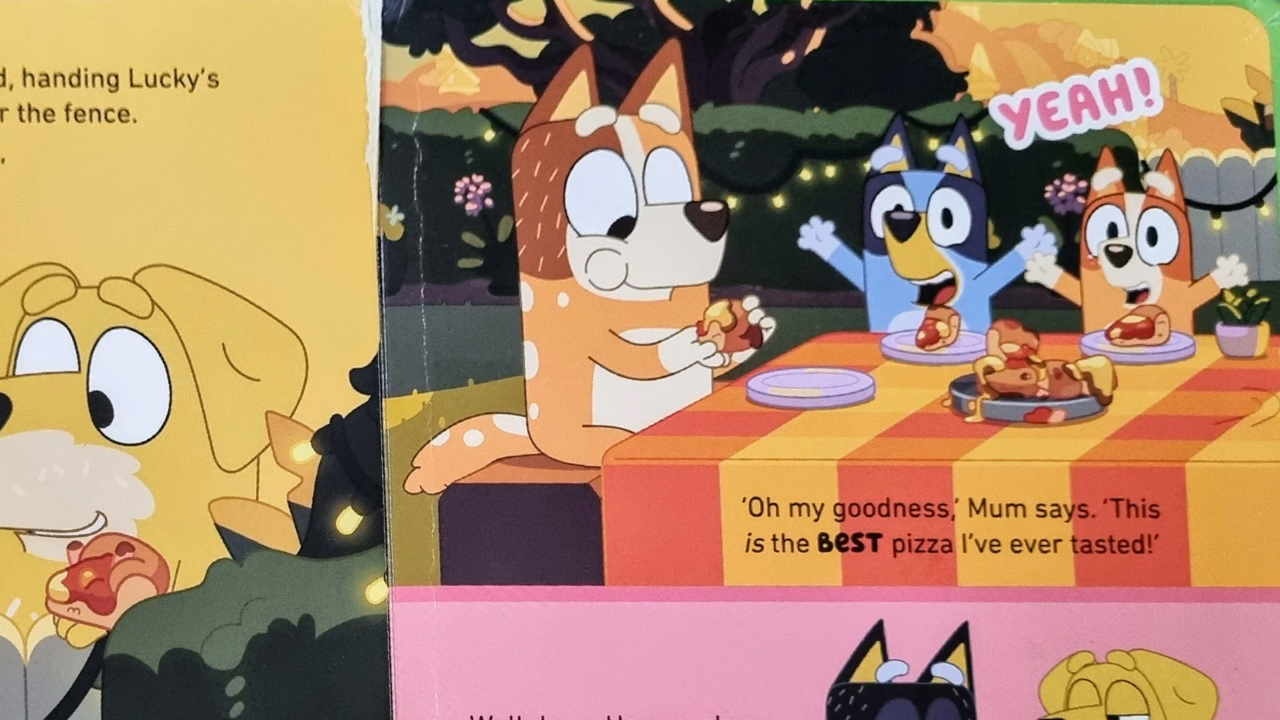 d, handing Lucky's
r the fence.
YEAH!
'Oh my goodness,' Mum says. 'This
is the BEST pizza I've ever tasted!'